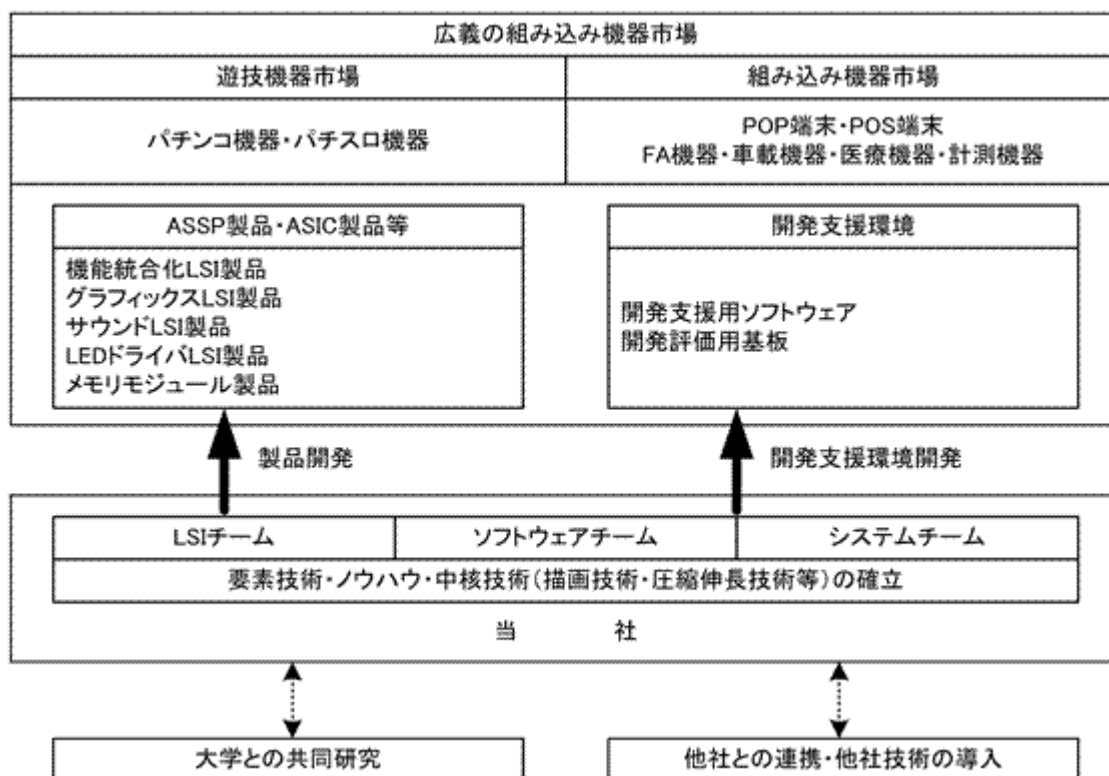 広義の組み込み機器市場
遊技機器市場
組み込み機器市場
パチンコ機器・パチスロ機器
POP端末・POS端末
FA機器・車載機器・医療機器・計測機器
ASSP製品・ASIC製品等
機能統合化LSI製品
グラフィックスLSI製品
サウンドLSI製品
LEDドライバLSI製品
メモリモジュール製品
開発支援環境
開発支援用ソフトウェア
開発評価用基板
製品開発
開発支援環境開発
LSIチーム
ソフトウェアチーム
システムチーム
要素技術・ノウハウ・中核技術(描画技術・圧縮伸長技術等)の確立
当 社
大学との共同研究
他社との連携・他社技術の導入